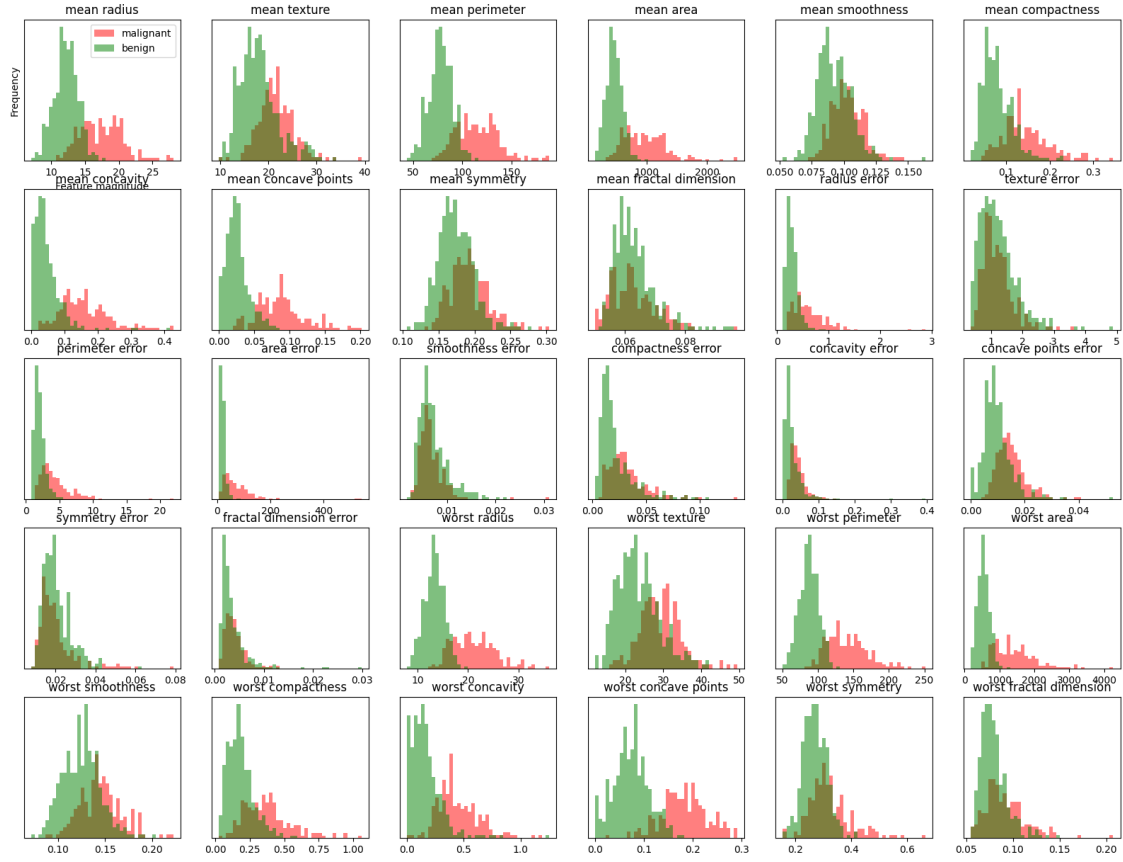 mean radius mean texture mean perimeter mean area mean smoothness mean compactness
malignant
benign
Frequency
10 15 20 25 10 20 30 40 50 100 150 1000 2000 0.050 0.075 0.100 0.125 0.150 0.1 0.2 0.3
Feature magnitude
mean concavity mean concave points mean symmetry mean fractal dimension radius error texture error
0.0 0.1 0.2 0.3 0.4 0.00 0.05 0.10 0.15 0.20 0.10 0.15 0.20 0.25 0.30 0.06 0.08 0 1 2 3 1 2 3 4 5
perimeter error area error smoothness error compactness error concavity error concave points error
0 5 10 15 20 0 200 400 0.01 0.02 0.03 0.00 0.05 0.10 0.0 0.1 0.2 0.3 0.4 0.00 0.02 0.04
symmetry error fractal dimension error worst radius worst texture worst perimeter worst area
0.02 0.04 0.06 0.08 0.00 0.01 0.02 0.03 10 20 30 20 30 40 50 50 100 150 200 250 0 1000 2000 3000 4000
worst smoothness worst compactness worst concavity worst concave points worst symmetry worst fractal dimension
0.10 0.15 0.20 0.00 0.25 0.50 0.75 1.00 0.0 0.5 1.0 0.0 0.1 0.2 0.3 0.2 0.4 0.6 0.05 0.10 0.15 0.20